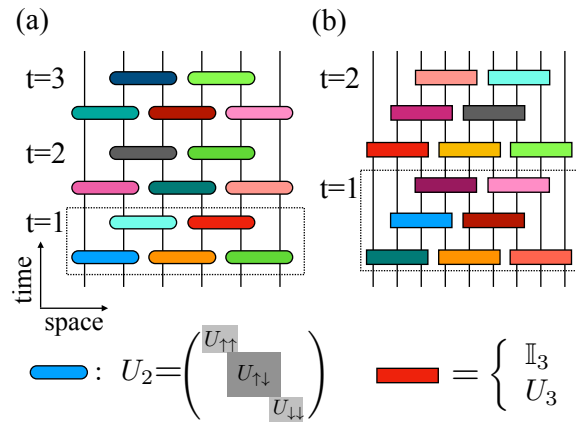 (a)
t=3
t=2
t=1
time
space
(b)
t=2
t=1
: U₂=( U↑↑ U↑↓ U↓↓ )
= { 𝕀₃
U₃